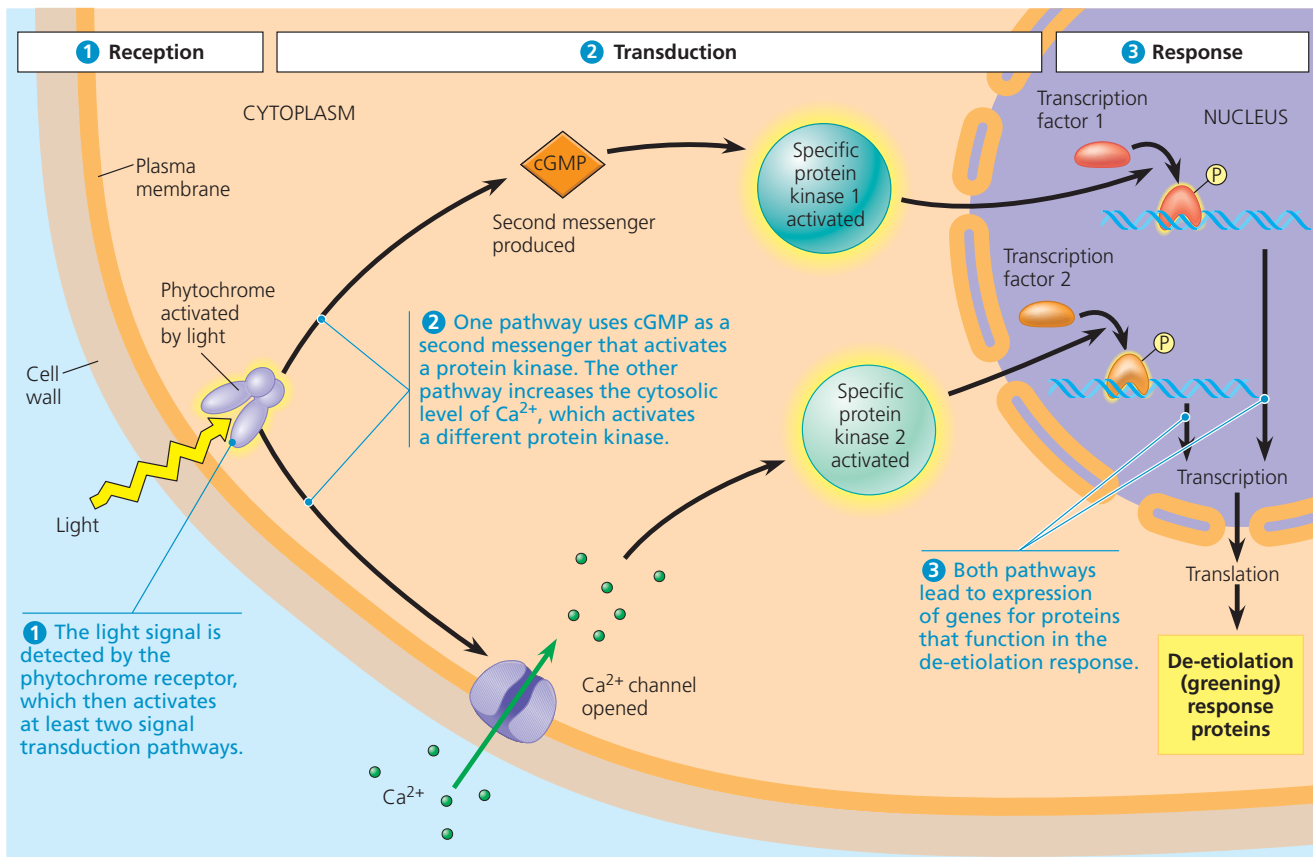 1 Reception
2 Transduction
3 Response
CYTOPLASM
NUCLEUS
Plasma
membrane
Cell
wall
Phytochrome
activated
by light
Light
1 The light signal is
detected by the
phytochrome receptor,
which then activates
at least two signal
transduction pathways.
cGMP
Second messenger
produced
2 One pathway uses cGMP as a
second messenger that activates
a protein kinase. The other
pathway increases the cytosolic
level of Ca²⁺, which activates
a different protein kinase.
Specific
protein
kinase 1
activated
Specific
protein
kinase 2
activated
Ca²⁺ channel
opened
Ca²⁺
Transcription
factor 1
P
Transcription
factor 2
P
Transcription
3 Both pathways
lead to expression
of genes for proteins
that function in the
de-etiolation response.
Translation
De-etiolation
(greening)
response
proteins